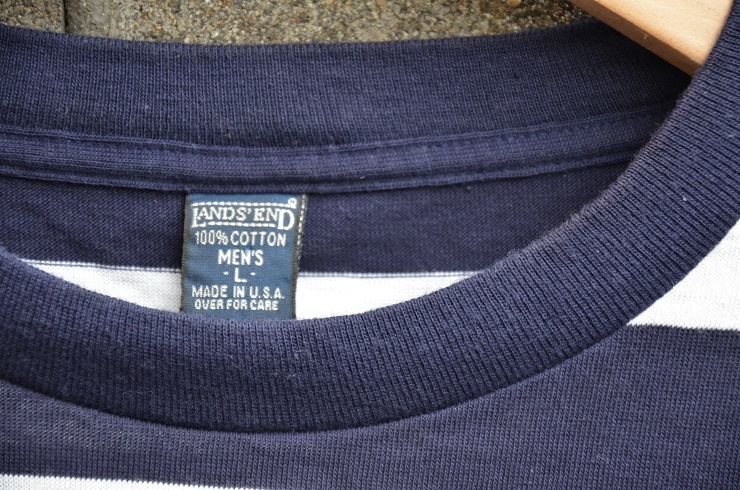 LANDS' END
®
100% COTTON
MEN'S
- L -
MADE IN U.S.A.
OVER FOR CARE